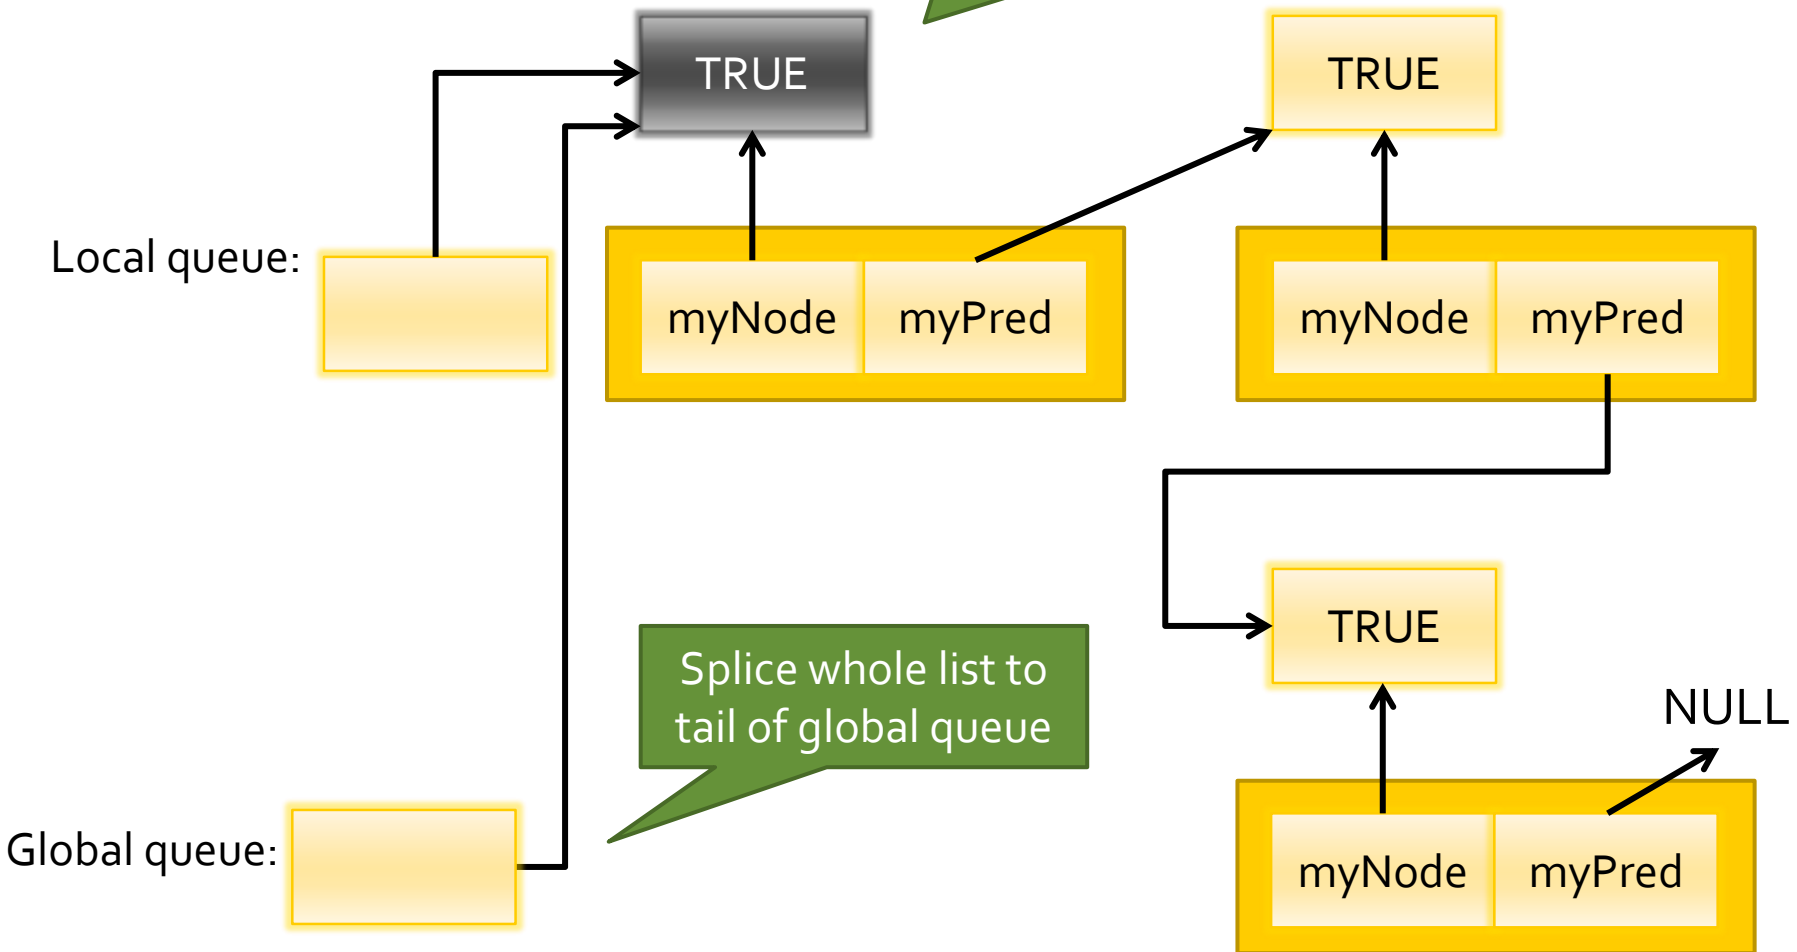 TRUE
TRUE
Local queue:
myNode
myPred
myNode
myPred
TRUE
Splice whole list to
tail of global queue
NULL
Global queue:
myNode
myPred